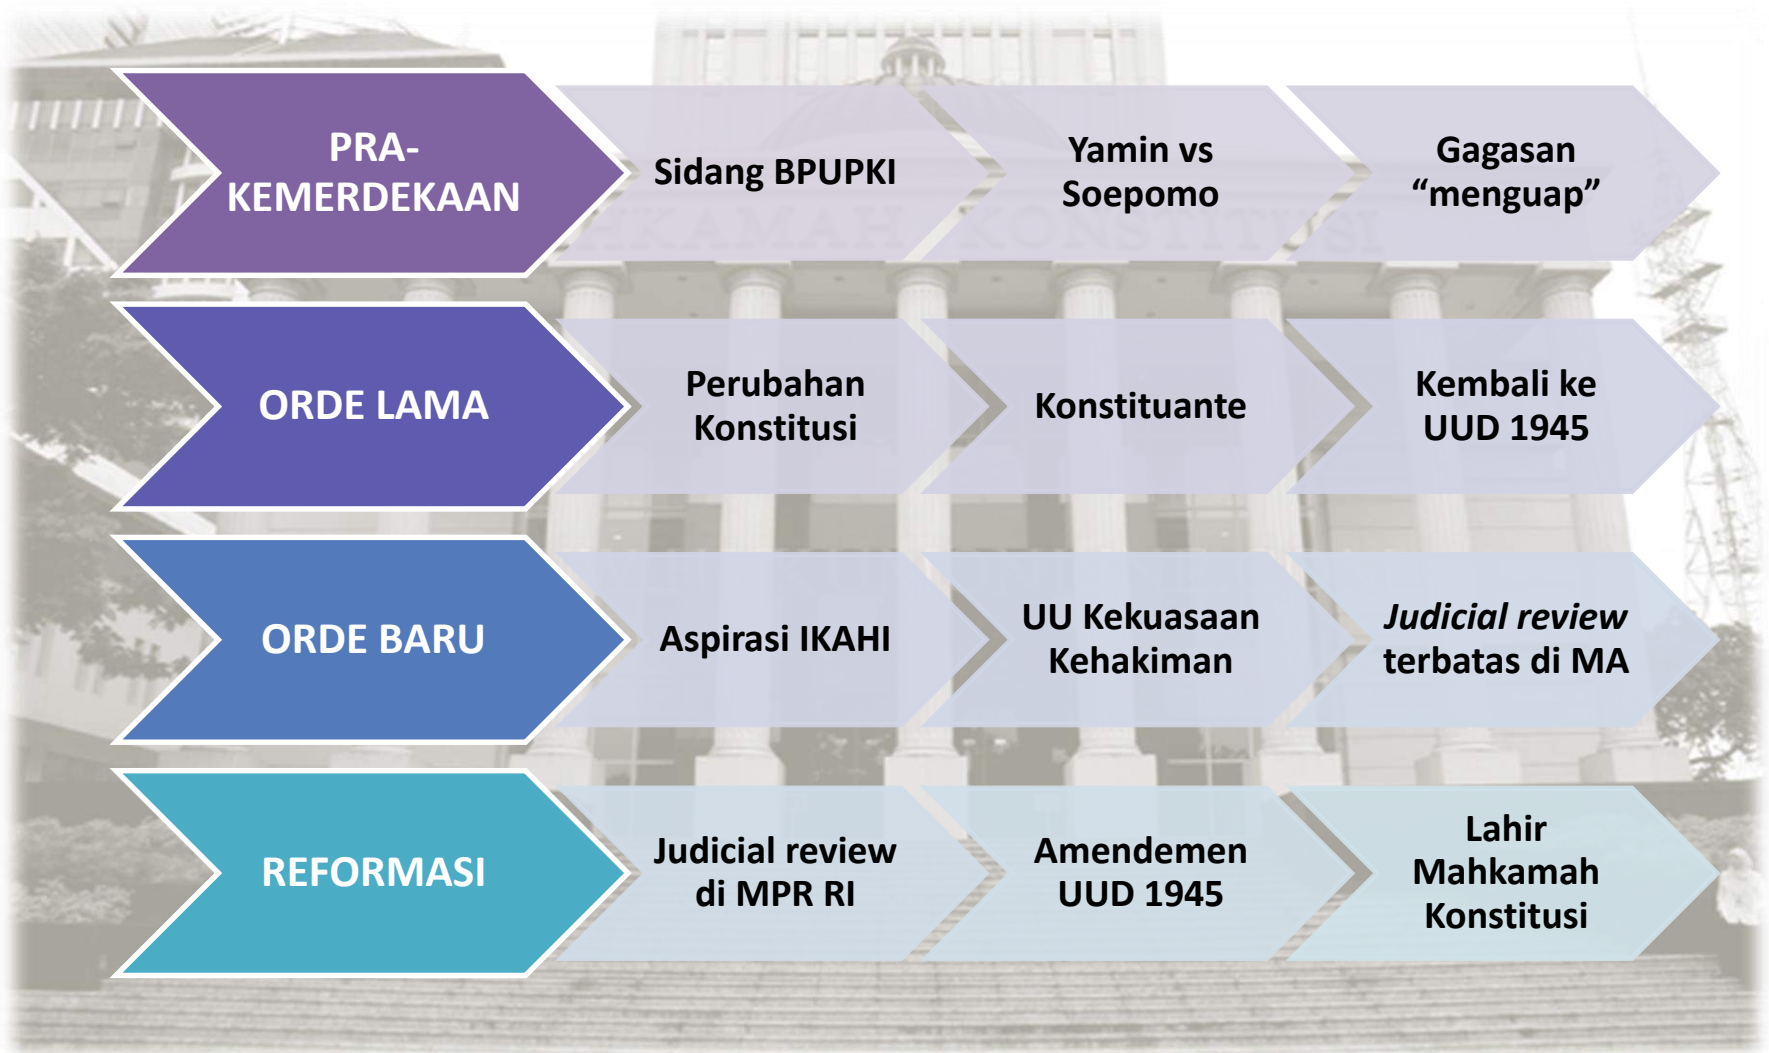 PRA-
KEMERDEKAAN
Sidang BPUPKI
Yamin vs
Soepomo
Gagasan
“menguap”
ORDE LAMA
Perubahan
Konstitusi
Konstituante
Kembali ke
UUD 1945
ORDE BARU
Aspirasi IKAHI
UU Kekuasaan
Kehakiman
Judicial review
terbatas di MA
REFORMASI
Judicial review
di MPR RI
Amendemen
UUD 1945
Lahir
Mahkamah
Konstitusi